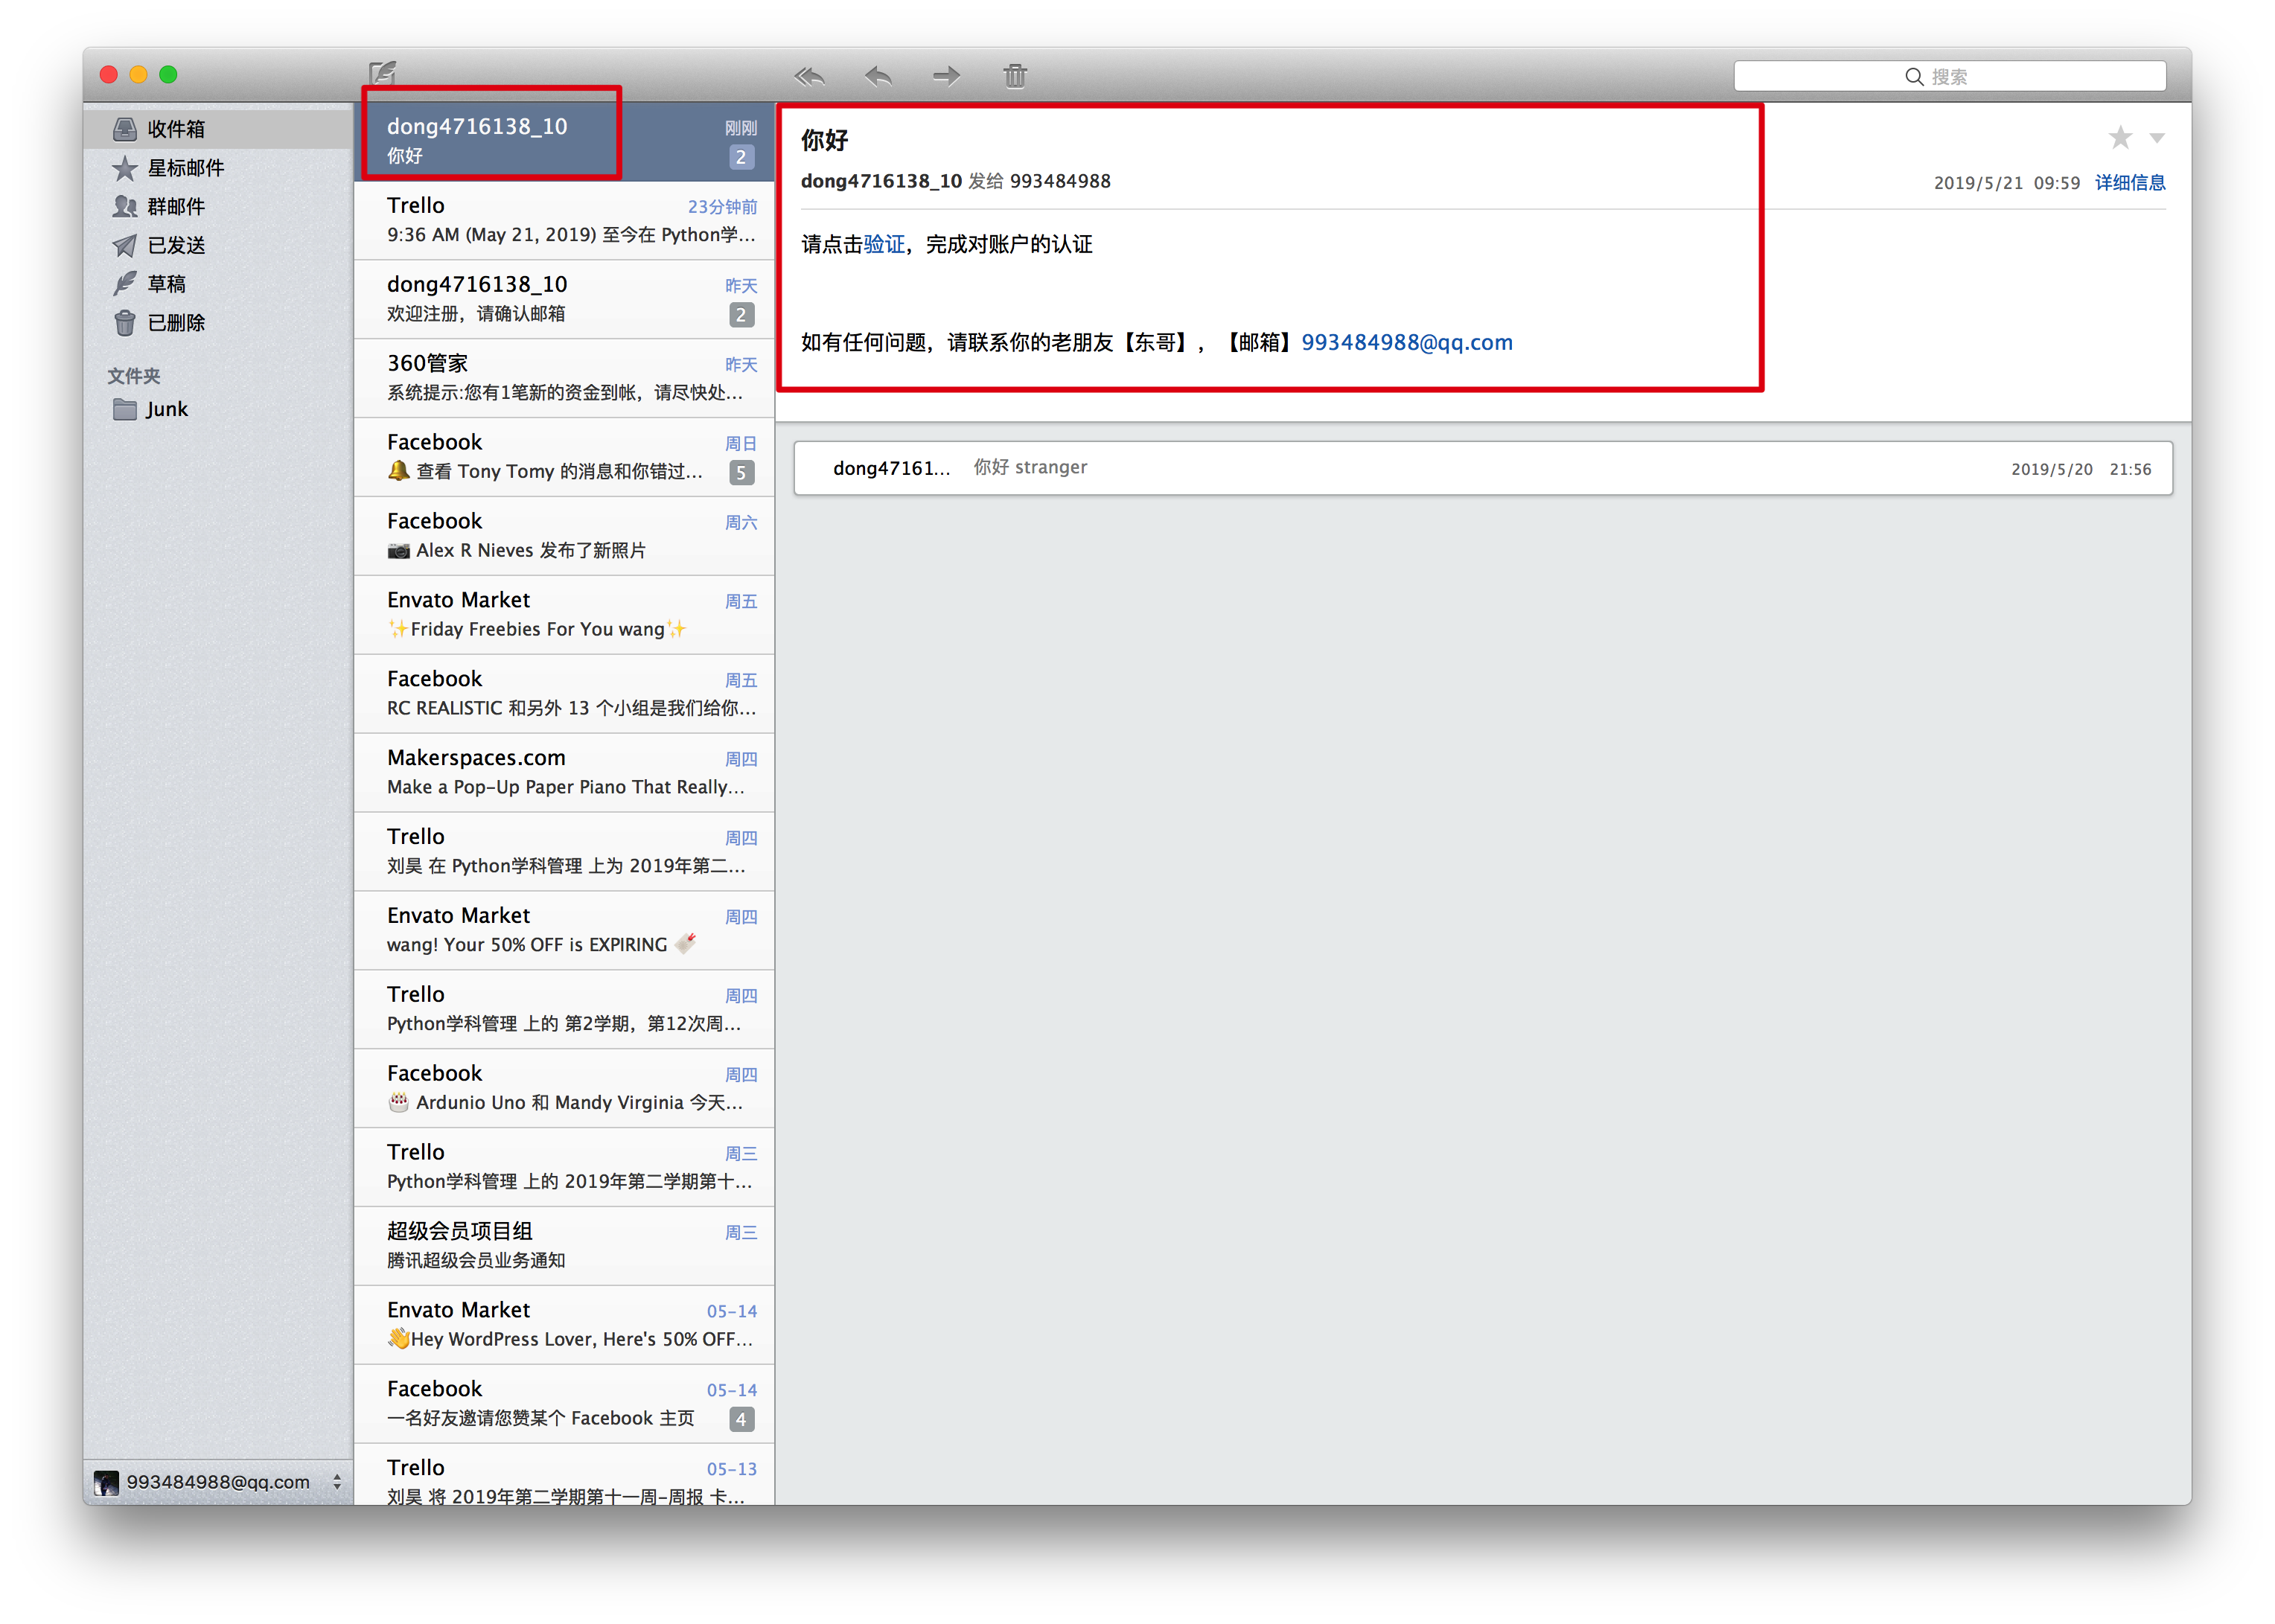 搜索
收件箱
星标邮件
群邮件
已发送
草稿
已删除
文件夹
Junk
993484988@qq.com
dong4716138_10 刚刚
你好 2
Trello 23分钟前
9:36 AM (May 21, 2019) 至今在 Python学...
dong4716138_10 昨天
欢迎注册，请确认邮箱 2
360管家 昨天
系统提示:您有1笔新的资金到帐，请尽快处...
Facebook 周日
🔔 查看 Tony Tomy 的消息和你错过... 5
Facebook 周六
📷 Alex R Nieves 发布了新照片
Envato Market 周五
✨Friday Freebies For You wang✨
Facebook 周五
RC REALISTIC 和另外 13 个小组是我们给你...
Makerspaces.com 周四
Make a Pop-Up Paper Piano That Really...
Trello 周四
刘昊 在 Python学科管理 上为 2019年第二...
Envato Market 周四
wang! Your 50% OFF is EXPIRING
Trello 周四
Python学科管理 上的 第2学期，第12次周...
Facebook 周四
🎂 Ardunio Uno 和 Mandy Virginia 今天...
Trello 周三
Python学科管理 上的 2019年第二学期第十...
超级会员项目组 周三
腾讯超级会员业务通知
Envato Market 05-14
👋Hey WordPress Lover, Here's 50% OFF...
Facebook 05-14
一名好友邀请您赞某个 Facebook 主页 4
Trello 05-13
刘昊 将 2019年第二学期第十一周-周报 卡...
你好
dong4716138_10 发给 993484988
2019/5/21 09:59 详细信息
请点击验证，完成对账户的认证
如有任何问题，请联系你的老朋友【东哥】，【邮箱】993484988@qq.com
dong47161... 你好 stranger 2019/5/20 21:56